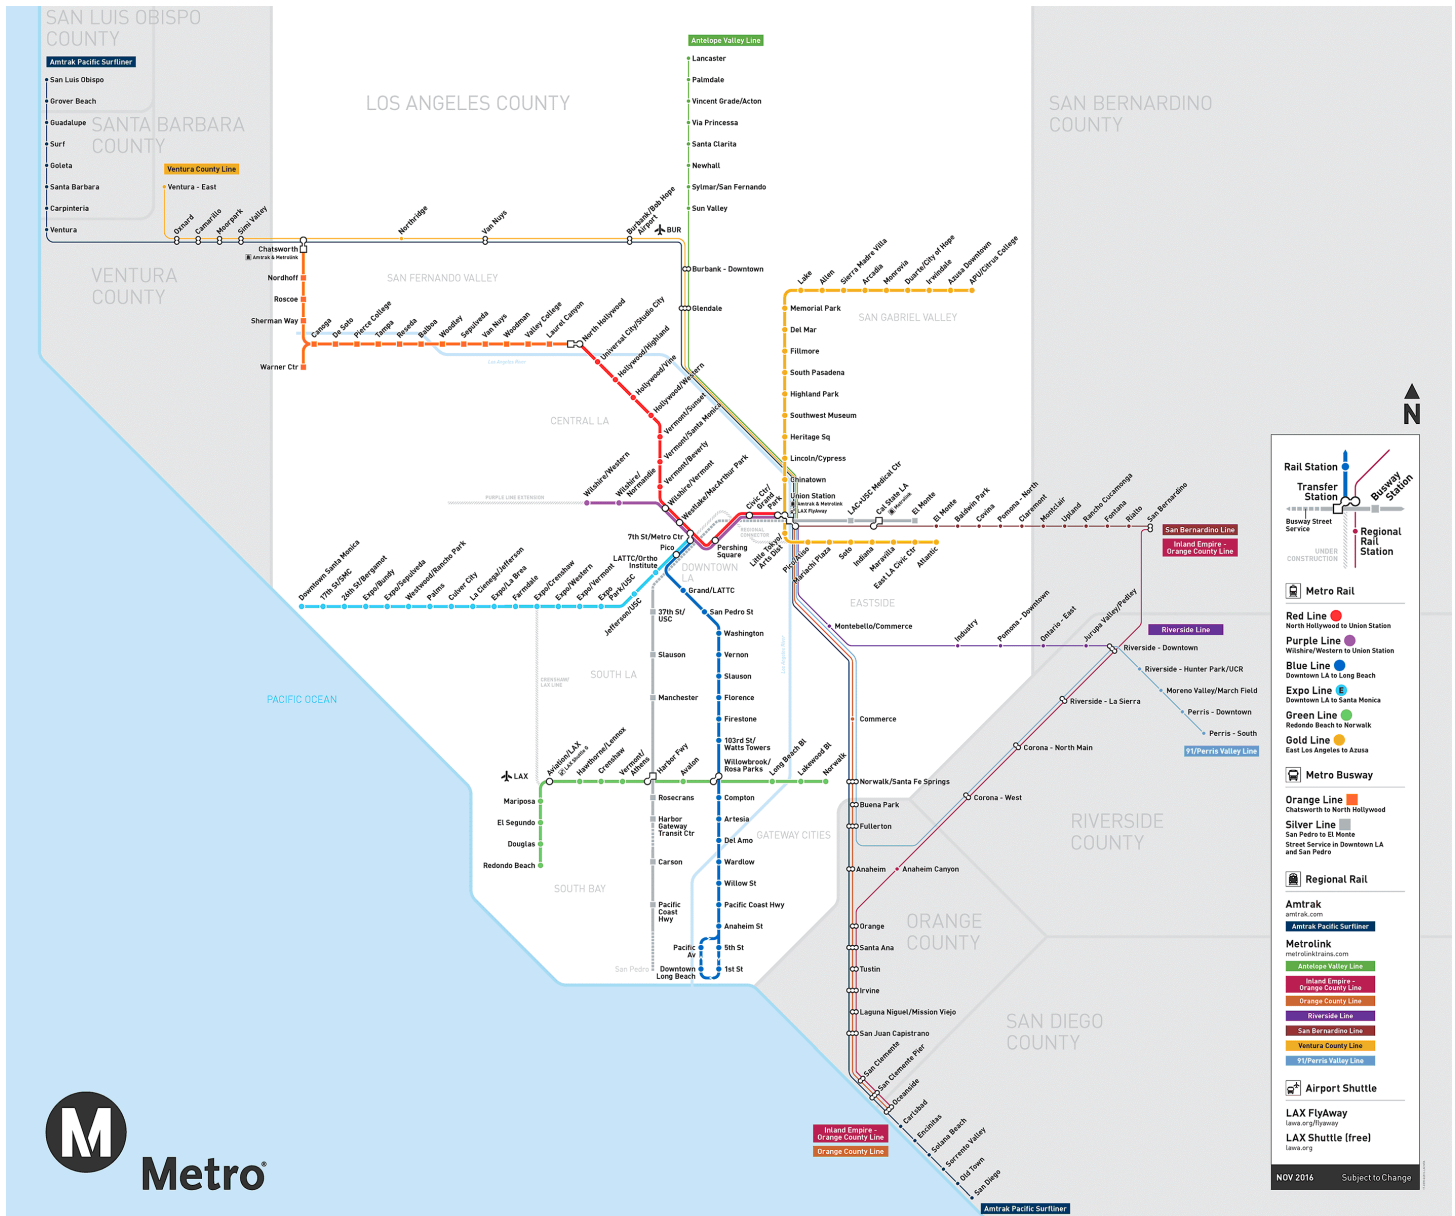 SAN LUIS OBISPO
COUNTY
Amtrak Pacific Surfliner
San Luis Obispo
Grover Beach
Guadalupe
SANTA BARBARA
COUNTY
Surf
Goleta
Santa Barbara
Carpinteria
Ventura
Ventura County Line
Ventura - East
Oxnard
Camarillo
Moorpark
Simi Valley
VENTURA
COUNTY
LOS ANGELES COUNTY
Antelope Valley Line
Lancaster
Palmdale
Vincent Grade/Acton
Via Princessa
Santa Clarita
Newhall
Sylmar/San Fernando
Sun Valley
SAN BERNARDINO
COUNTY
Northridge
Van Nuys
Burbank/Bob Hope
Airport
BUR
Burbank - Downtown
Glendale
Chatsworth
Amtrak & Metrolink
Nordhoff
Roscoe
Sherman Way
Warner Ctr
SAN FERNANDO VALLEY
Canoga
De Soto
Pierce College
Tampa
Reseda
Balboa
Woodley
Sepulveda
Van Nuys
Woodman
Valley College
Laurel Canyon
North Hollywood
Universal City/Studio City
Hollywood/Highland
Hollywood/Vine
Hollywood/Western
Vermont/Sunset
Vermont/Santa Monica
Vermont/Beverly
Wilshire/Vermont
Westlake/MacArthur Park
Los Angeles River
CENTRAL LA
PURPLE LINE EXTENSION
Wilshire/Western
Wilshire/
Normandie
Civic Ctr/
Grand
Park
7th St/Metro Ctr
Pico
Pershing
Square
REGIONAL
CONNECTOR
DOWNTOWN
LA
Lake
Allen
Sierra Madre Villa
Arcadia
Monrovia
Duarte/City of Hope
Irwindale
Azusa Downtown
APU/Citrus College
SAN GABRIEL VALLEY
Memorial Park
Del Mar
Fillmore
South Pasadena
Highland Park
Southwest Museum
Heritage Sq
Lincoln/Cypress
Chinatown
Union Station
Amtrak & Metrolink
LAX FlyAway
LAC+USC Medical Ctr
Cal State LA
Metrolink
El Monte
El Monte
Baldwin Park
Covina
Pomona - North
Claremont
Montclair
Upland
Rancho Cucamonga
Fontana
Rialto
San Bernardino
San Bernardino Line
Inland Empire -
Orange County Line
Little Tokyo/
Arts Dist
Pico/Aliso
Mariachi Plaza
Soto
Indiana
Maravilla
East LA Civic Ctr
Atlantic
EASTSIDE
LATTC/Ortho
Institute
Downtown Santa Monica
17th St/SMC
26th St/Bergamot
Expo/Bundy
Expo/Sepulveda
Westwood/Rancho Park
Palms
Culver City
La Cienega/Jefferson
Expo/La Brea
Farmdale
Expo/Crenshaw
Expo/Western
Expo/Vermont
Expo
Park/USC
Jefferson/USC
37th St/
USC
Slauson
Manchester
SOUTH LA
CRENSHAW/
LAX LINE
Grand/LATTC
San Pedro St
Washington
Vernon
Slauson
Florence
Firestone
103rd St/
Watts Towers
Willowbrook/
Rosa Parks
Los Angeles River
Montebello/Commerce
Industry
Pomona - Downtown
Ontario - East
Jurupa Valley/Pedley
Riverside Line
Riverside - Downtown
Riverside - Hunter Park/UCR
Moreno Valley/March Field
Perris - Downtown
Perris - South
91/Perris Valley Line
Riverside - La Sierra
Corona - North Main
Corona - West
RIVERSIDE
COUNTY
PACIFIC OCEAN
LAX
Aviation/LAX
LAX Shuttle G
Hawthorne/Lennox
Crenshaw
Vermont/
Athens
Harbor Fwy
Avalon
Long Beach Bl
Lakewood Bl
Norwalk
Mariposa
El Segundo
Douglas
Redondo Beach
SOUTH BAY
Rosecrans
Harbor
Gateway
Transit Ctr
Carson
Pacific
Coast
Hwy
San Pedro
Compton
Artesia
Del Amo
Wardlow
Willow St
Pacific Coast Hwy
Anaheim St
Pacific
Av
5th St
Downtown
Long Beach
1st St
GATEWAY CITIES
Commerce
Norwalk/Santa Fe Springs
Buena Park
Fullerton
Anaheim
Anaheim Canyon
Orange
Santa Ana
Tustin
Irvine
Laguna Niguel/Mission Viejo
San Juan Capistrano
San Clemente
San Clemente Pier
Oceanside
Carlsbad
Encinitas
Solana Beach
Sorrento Valley
Old Town
San Diego
ORANGE
COUNTY
SAN DIEGO
COUNTY
Inland Empire -
Orange County Line
Orange County Line
Amtrak Pacific Surfliner
M
Metro
N
Rail Station
Transfer
Station
Busway
Station
Busway Street
Service
UNDER
CONSTRUCTION
Regional
Rail
Station
Metro Rail
Red Line
North Hollywood to Union Station
Purple Line
Wilshire/Western to Union Station
Blue Line
Downtown LA to Long Beach
Expo Line E
Downtown LA to Santa Monica
Green Line
Redondo Beach to Norwalk
Gold Line
East Los Angeles to Azusa
Metro Busway
Orange Line
Chatsworth to North Hollywood
Silver Line
San Pedro to El Monte
Street Service in Downtown LA
and San Pedro
Regional Rail
Amtrak
amtrak.com
Amtrak Pacific Surfliner
Metrolink
metrolinktrains.com
Antelope Valley Line
Inland Empire -
Orange County Line
Orange County Line
Riverside Line
San Bernardino Line
Ventura County Line
91/Perris Valley Line
Airport Shuttle
LAX FlyAway
lawa.org/flyaway
LAX Shuttle (free)
lawa.org
NOV 2016
Subject to Change